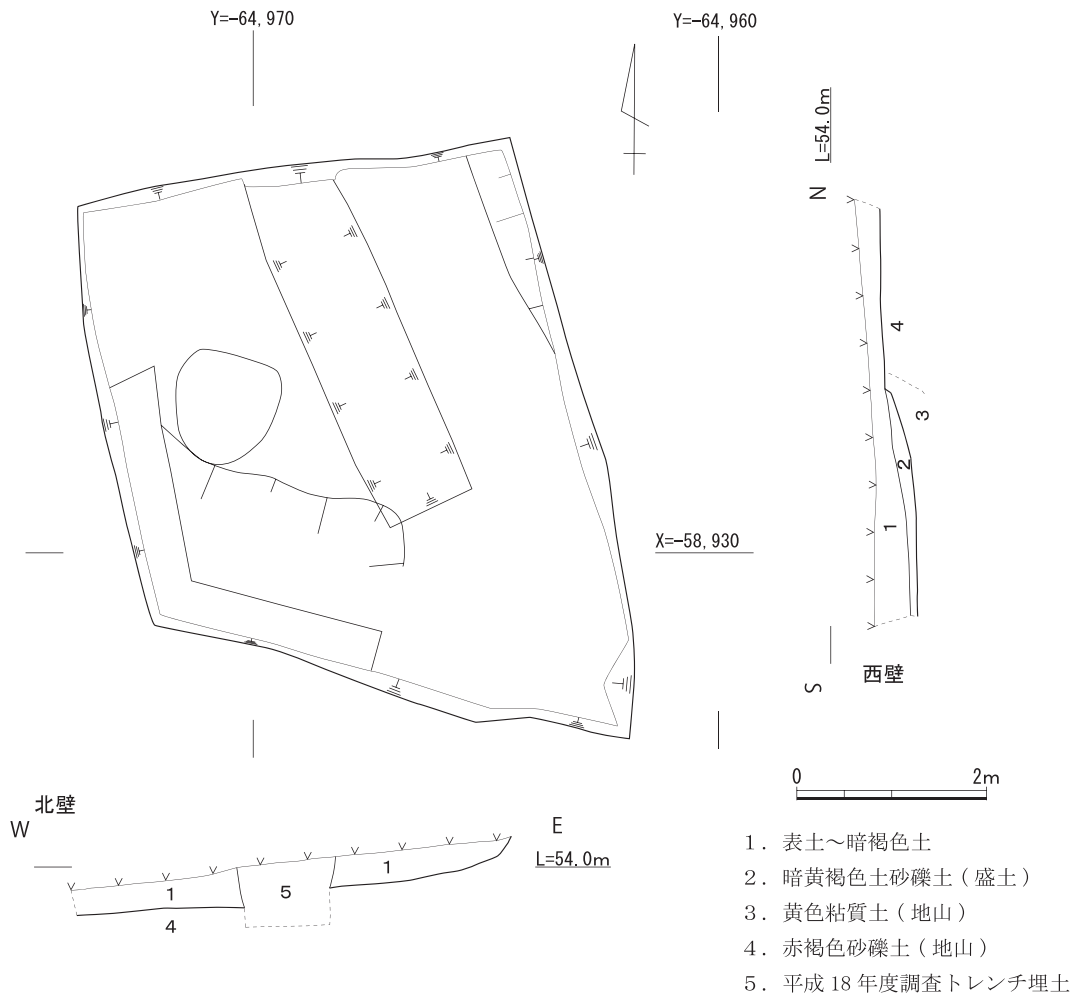 Y=-64,970
Y=-64,960
L=54.0m
N
4
3
2
1
X=-58,930
西壁
S
0 2m
北壁
W
E
L=54.0m
1
5
1
4
1．表土～暗褐色土
2．暗黄褐色土砂礫土(盛土)
3．黄色粘質土(地山)
4．赤褐色砂礫土(地山)
5．平成18年度調査トレンチ埋土